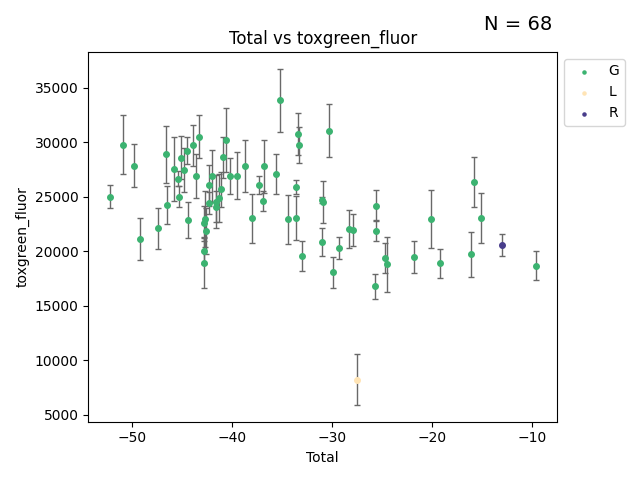 N = 68
Total vs toxgreen_fluor
G
L
R
toxgreen_fluor
35000
30000
25000
20000
15000
10000
5000
−50
−40
−30
−20
−10
Total